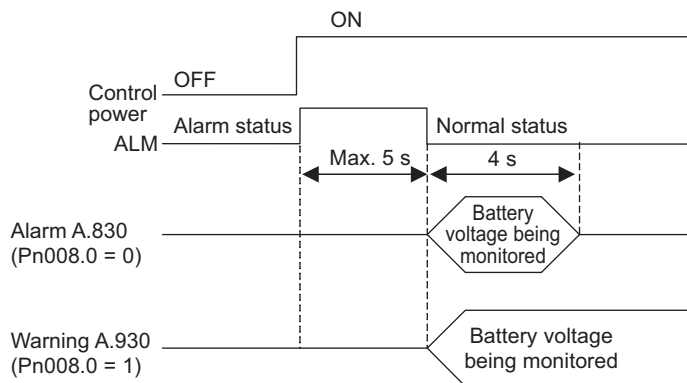 ON
OFF
Control
power
ALM
Alarm status
Normal status
Max. 5 s
4 s
Alarm A.830
(Pn008.0 = 0)
Battery
voltage being
monitored
Warning A.930
(Pn008.0 = 1)
Battery voltage
being monitored